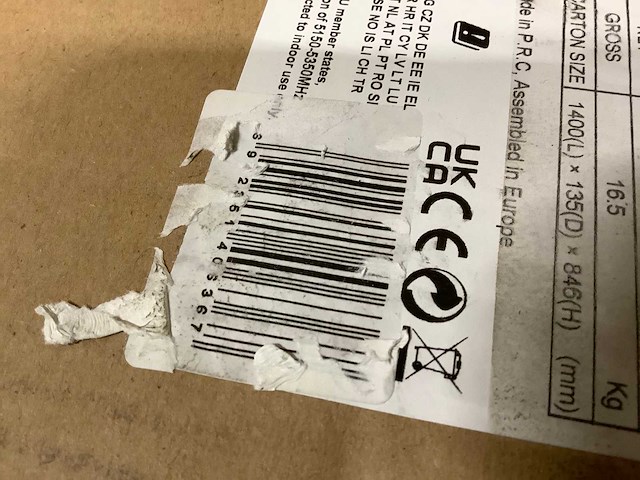 GROSS 16.5 Kg
ARTON SIZE 1400(L) × 135(D) × 846(H) (mm)
de in P.R.C, Assembled in Europe
G CZ DK DE EE IE EL
R HR IT CY LV LT LU
T NL AT PL PT RO SI
SE NO IS LI CH TR
U member states,
on of 5150-5350MHz
cted to indoor use only.
UK
CA
CE